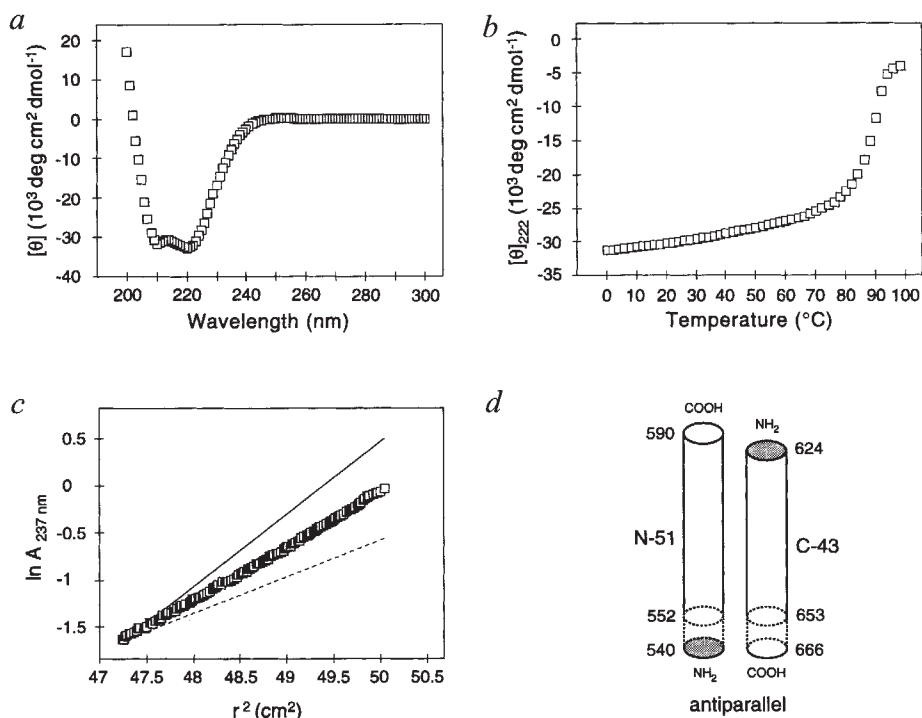 a
20
10
0
-10
-20
-30
-40
[θ] (10³ deg cm² dmol⁻¹)
200 220 240 260 280 300
Wavelength (nm)
b
0
-5
-10
-15
-20
-25
-30
-35
[θ]₂₂₂ (10³ deg cm² dmol⁻¹)
0 10 20 30 40 50 60 70 80 90 100
Temperature (°C)
c
0.5
0
-0.5
-1
-1.5
ln A 237 nm
47 47.5 48 48.5 49 49.5 50 50.5
r² (cm²)
d
COOH
NH₂
590
624
N-51
C-43
552
653
540
666
NH₂
COOH
antiparallel